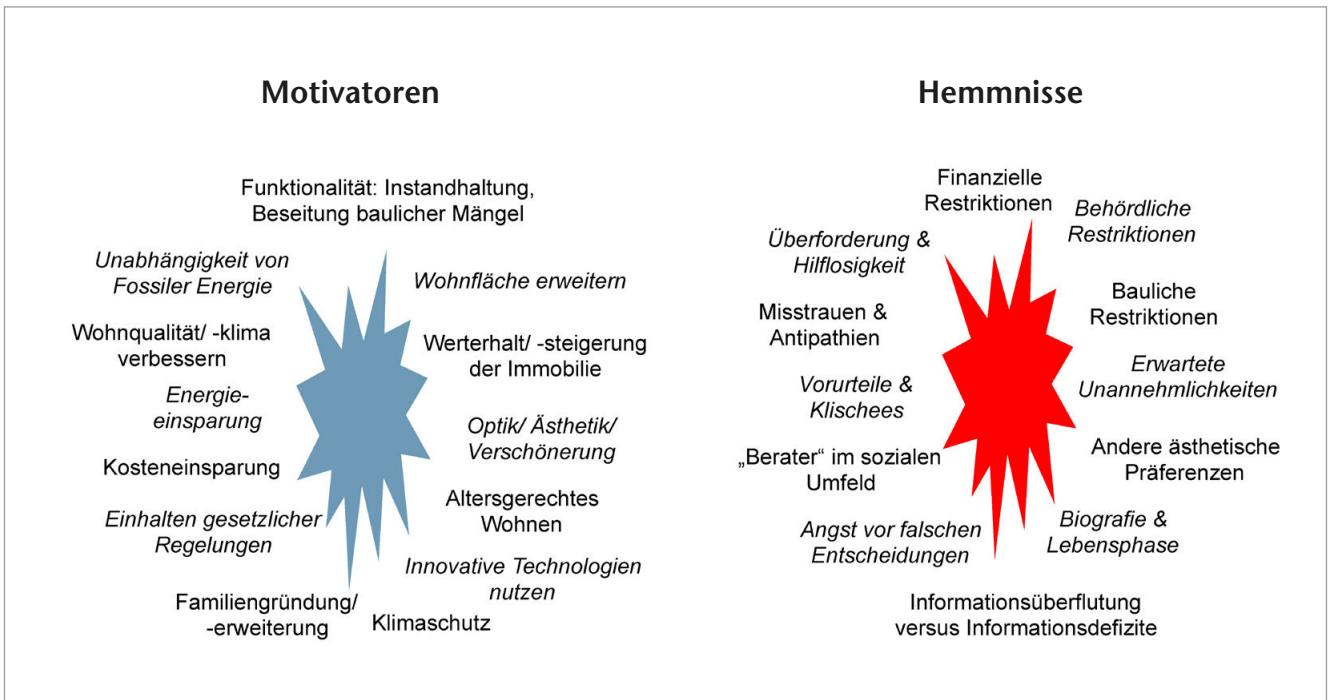 Motivatoren
Funktionalität: Instandhaltung,
Beseitung baulicher Mängel
Unabhängigkeit von
Fossiler Energie
Wohnfläche erweitern
Wohnqualität/ -klima
verbessern
Werterhalt/ -steigerung
der Immobilie
Energie-
einsparung
Optik/ Ästhetik/
Verschönerung
Kosteneinsparung
Altersgerechtes
Wohnen
Einhalten gesetzlicher
Regelungen
Innovative Technologien
nutzen
Familiengründung/
-erweiterung
Klimaschutz
Hemmnisse
Finanzielle
Restriktionen
Behördliche
Restriktionen
Überforderung &
Hilflosigkeit
Bauliche
Restriktionen
Misstrauen &
Antipathien
Erwartete
Unannehmlichkeiten
Vorurteile &
Klischees
Andere ästhetische
Präferenzen
„Berater“ im sozialen
Umfeld
Biografie &
Lebensphase
Angst vor falschen
Entscheidungen
Informationsüberflutung
versus Informationsdefizite